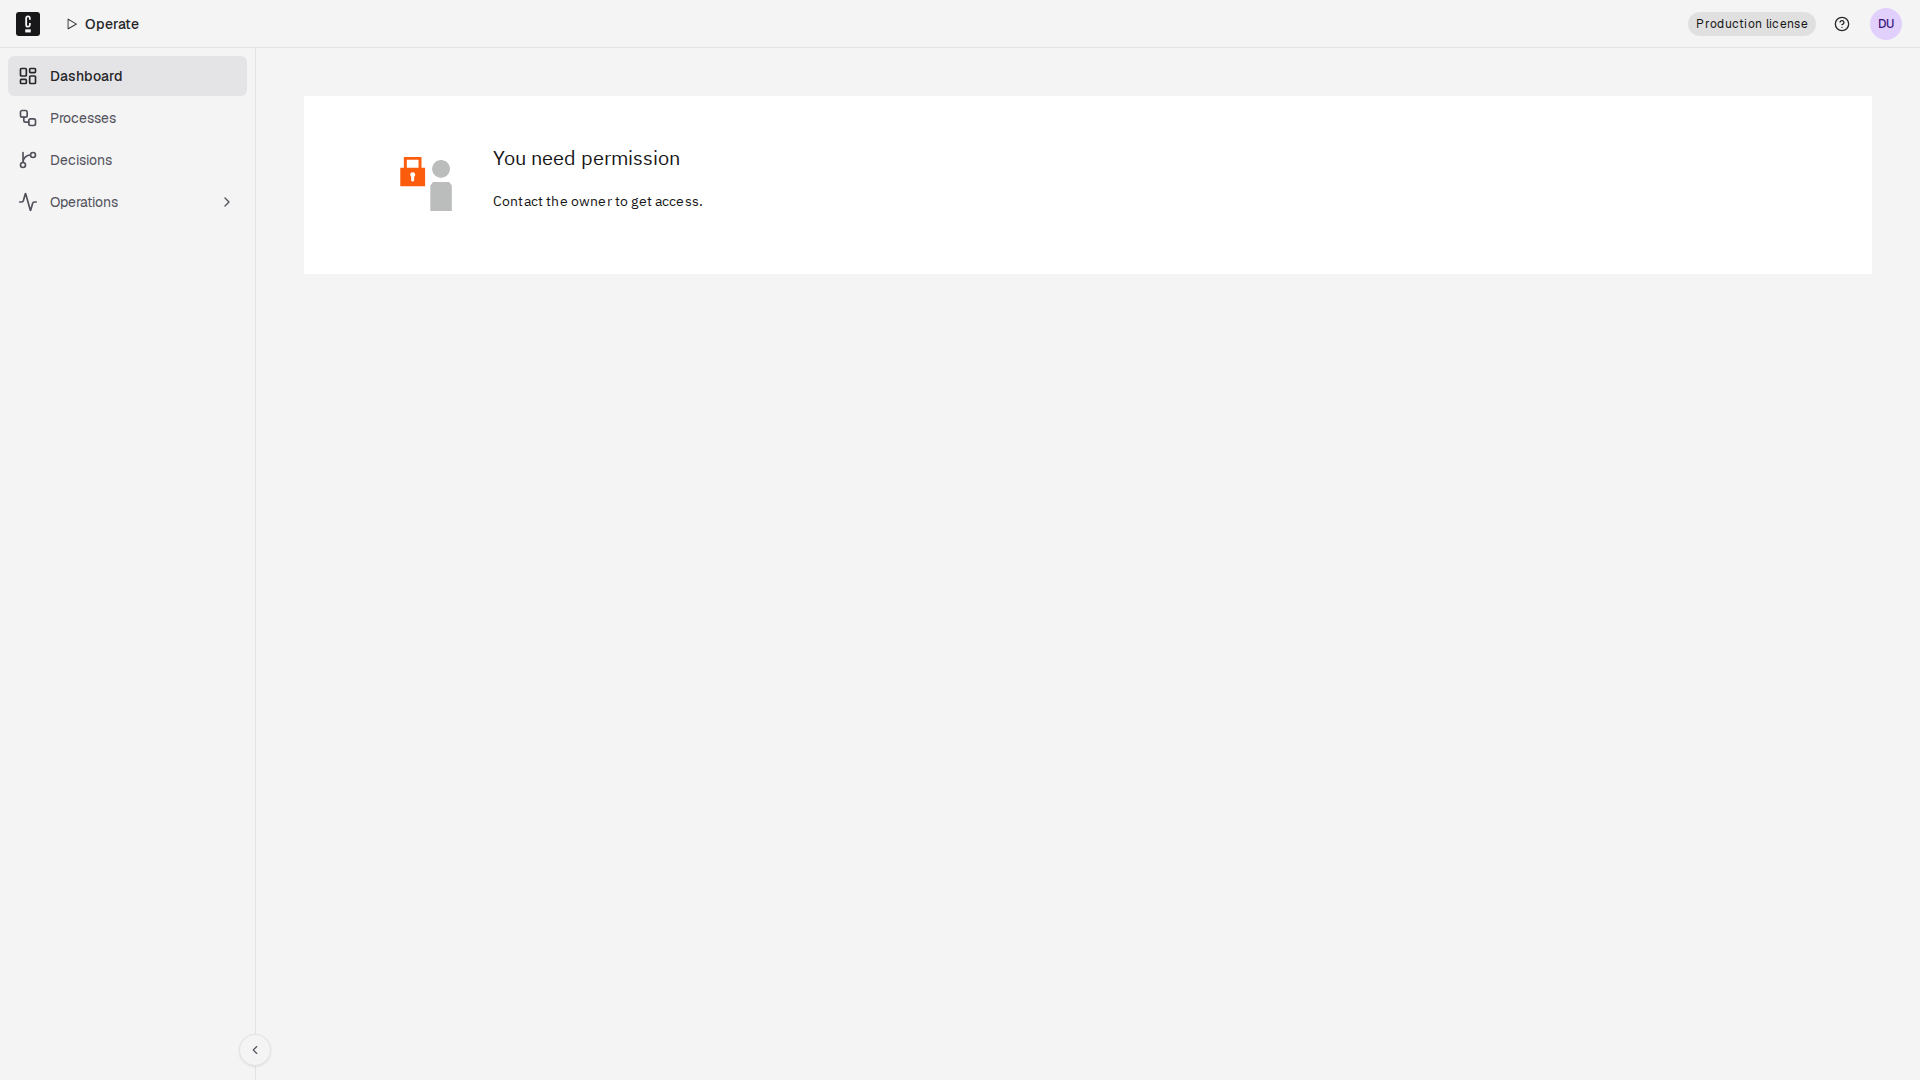 Operate
Production license
DU
Dashboard
Processes
Decisions
Operations
You need permission
Contact the owner to get access.